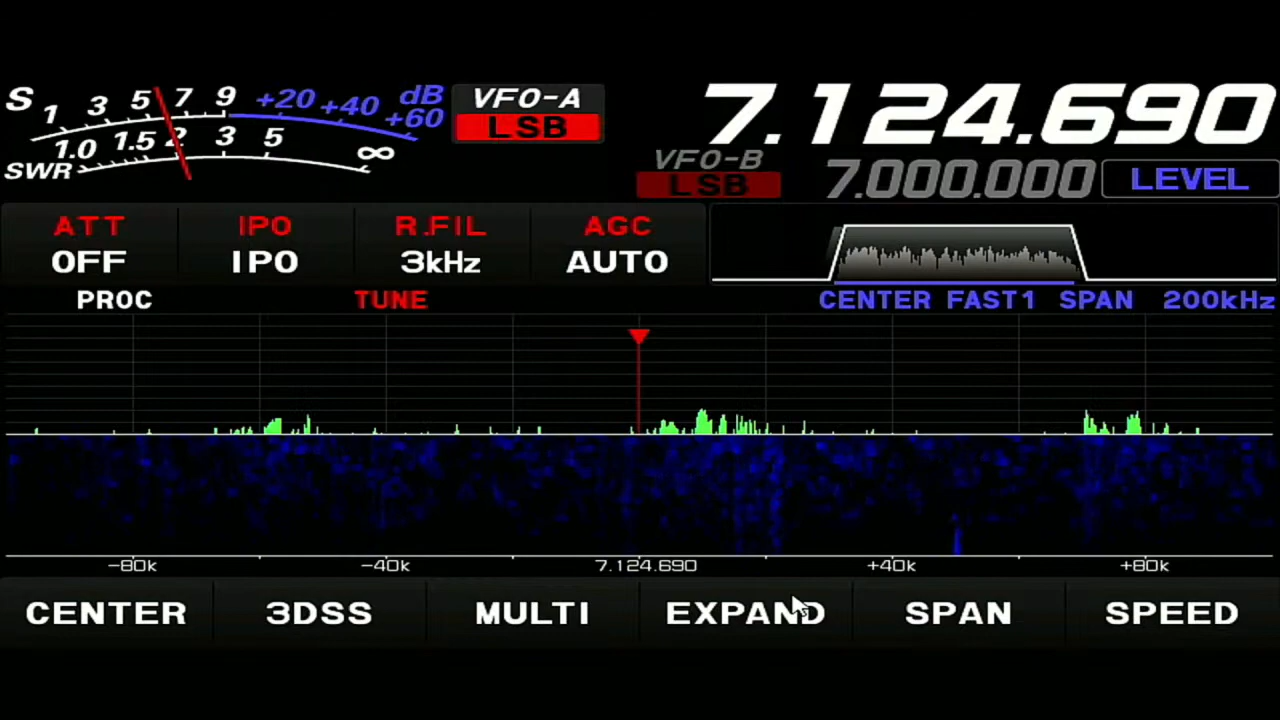 S 1 3 5 7 9 +20 +40 +60 dB
1.0 1.5 2 3 5 ∞
SWR
VFO-A
LSB
7.124.690
VFO-B
LSB
7.000.000
LEVEL
ATT IPO R.FIL AGC
OFF IPO 3kHz AUTO
PROC TUNE
CENTER FAST1 SPAN 200kHz
-80k -40k 7.124.690 +40k +80k
CENTER 3DSS MULTI EXPAND SPAN SPEED